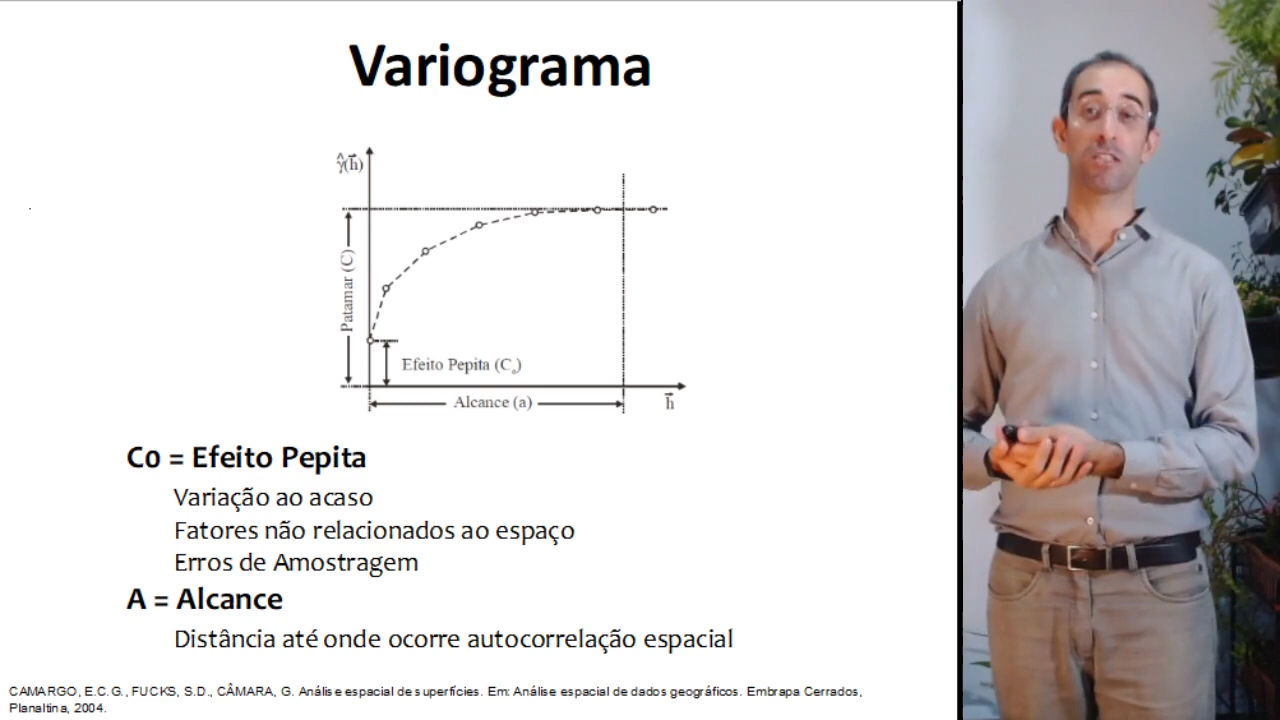 Variograma
γ̂(h⃗)
Patamar (C)
Efeito Pepita (C₀)
Alcance (a)
h⃗
C0 = Efeito Pepita
Variação ao acaso
Fatores não relacionados ao espaço
Erros de Amostragem
A = Alcance
Distância até onde ocorre autocorrelação espacial
CAMARGO, E.C.G., FUCKS, S.D., CÂMARA, G. Análise espacial de superfícies. Em: Análise espacial de dados geográficos. Embrapa Cerrados,
Planaltina, 2004.